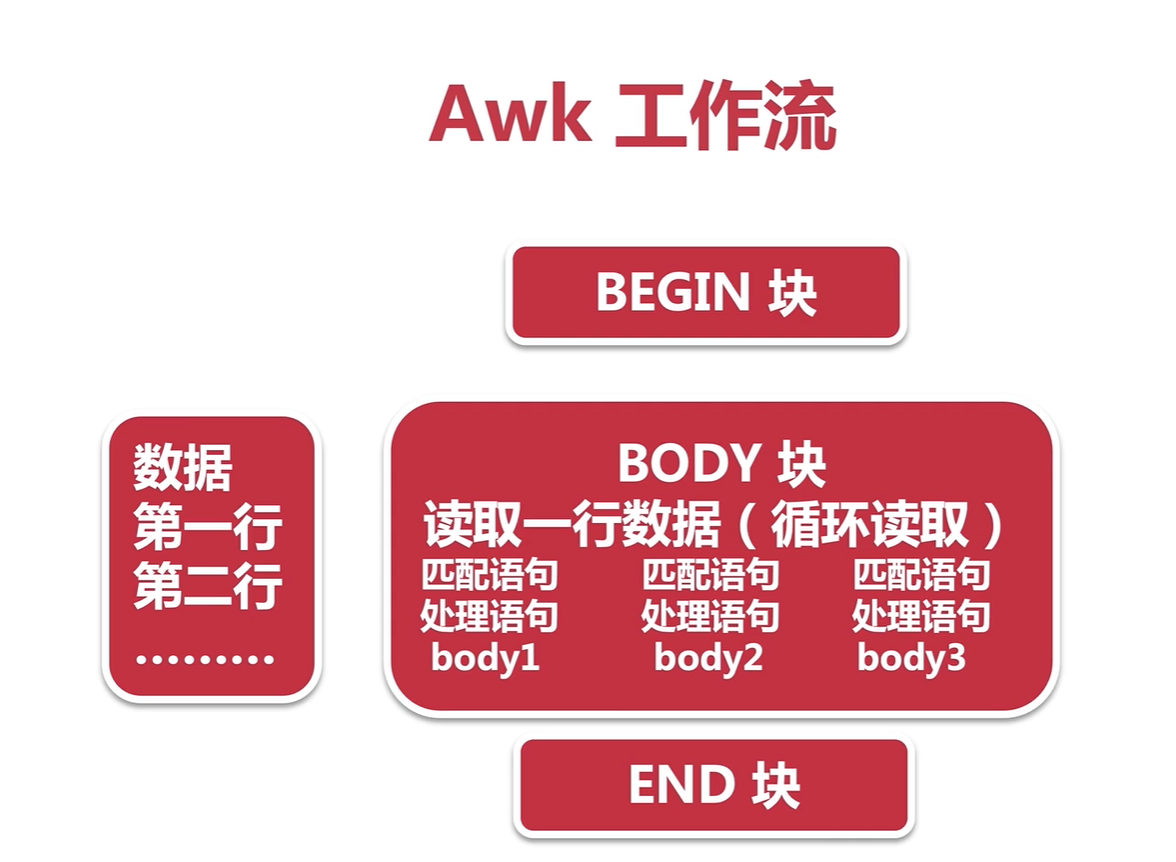 Awk 工作流
BEGIN 块
数据
第一行
第二行
………
BODY 块
读取一行数据（循环读取）
匹配语句 匹配语句 匹配语句
处理语句 处理语句 处理语句
body1 body2 body3
END 块